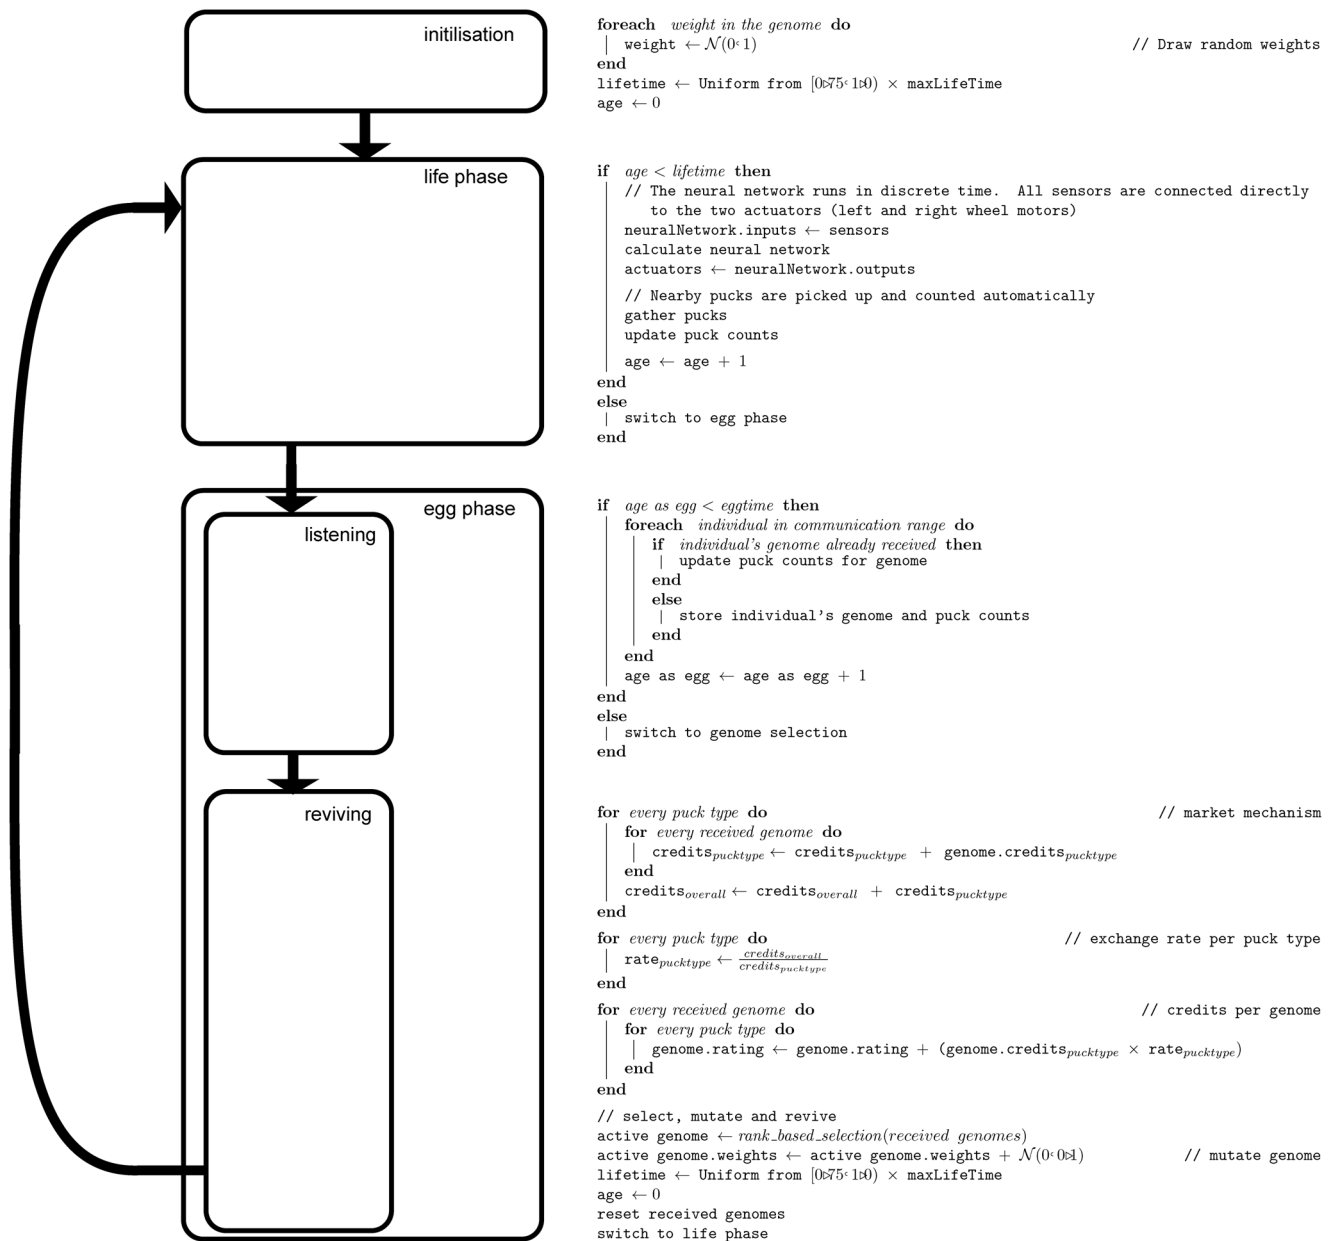 initilisation
foreach weight in the genome do
weight ← N(0‘1) // Draw random weights
end
lifetime ← Uniform from [0▷75‘1▷0) × maxLifeTime
age ← 0
life phase
if age < lifetime then
// The neural network runs in discrete time. All sensors are connected directly
to the two actuators (left and right wheel motors)
neuralNetwork.inputs ← sensors
calculate neural network
actuators ← neuralNetwork.outputs
// Nearby pucks are picked up and counted automatically
gather pucks
update puck counts
age ← age + 1
end
else
switch to egg phase
end
egg phase
listening
if age as egg < eggtime then
foreach individual in communication range do
if individual's genome already received then
update puck counts for genome
end
else
store individual's genome and puck counts
end
end
age as egg ← age as egg + 1
end
else
switch to genome selection
end
reviving
for every puck type do // market mechanism
for every received genome do
credits_pucktype ← credits_pucktype + genome.credits_pucktype
end
credits_overall ← credits_overall + credits_pucktype
end
for every puck type do // exchange rate per puck type
rate_pucktype ← credits_overall / credits_pucktype
end
for every received genome do // credits per genome
for every puck type do
genome.rating ← genome.rating + (genome.credits_pucktype × rate_pucktype)
end
end
// select, mutate and revive
active genome ← rank_based_selection(received genomes)
active genome.weights ← active genome.weights + N(0‘0▷1) // mutate genome
lifetime ← Uniform from [0▷75‘1▷0) × maxLifeTime
age ← 0
reset received genomes
switch to life phase